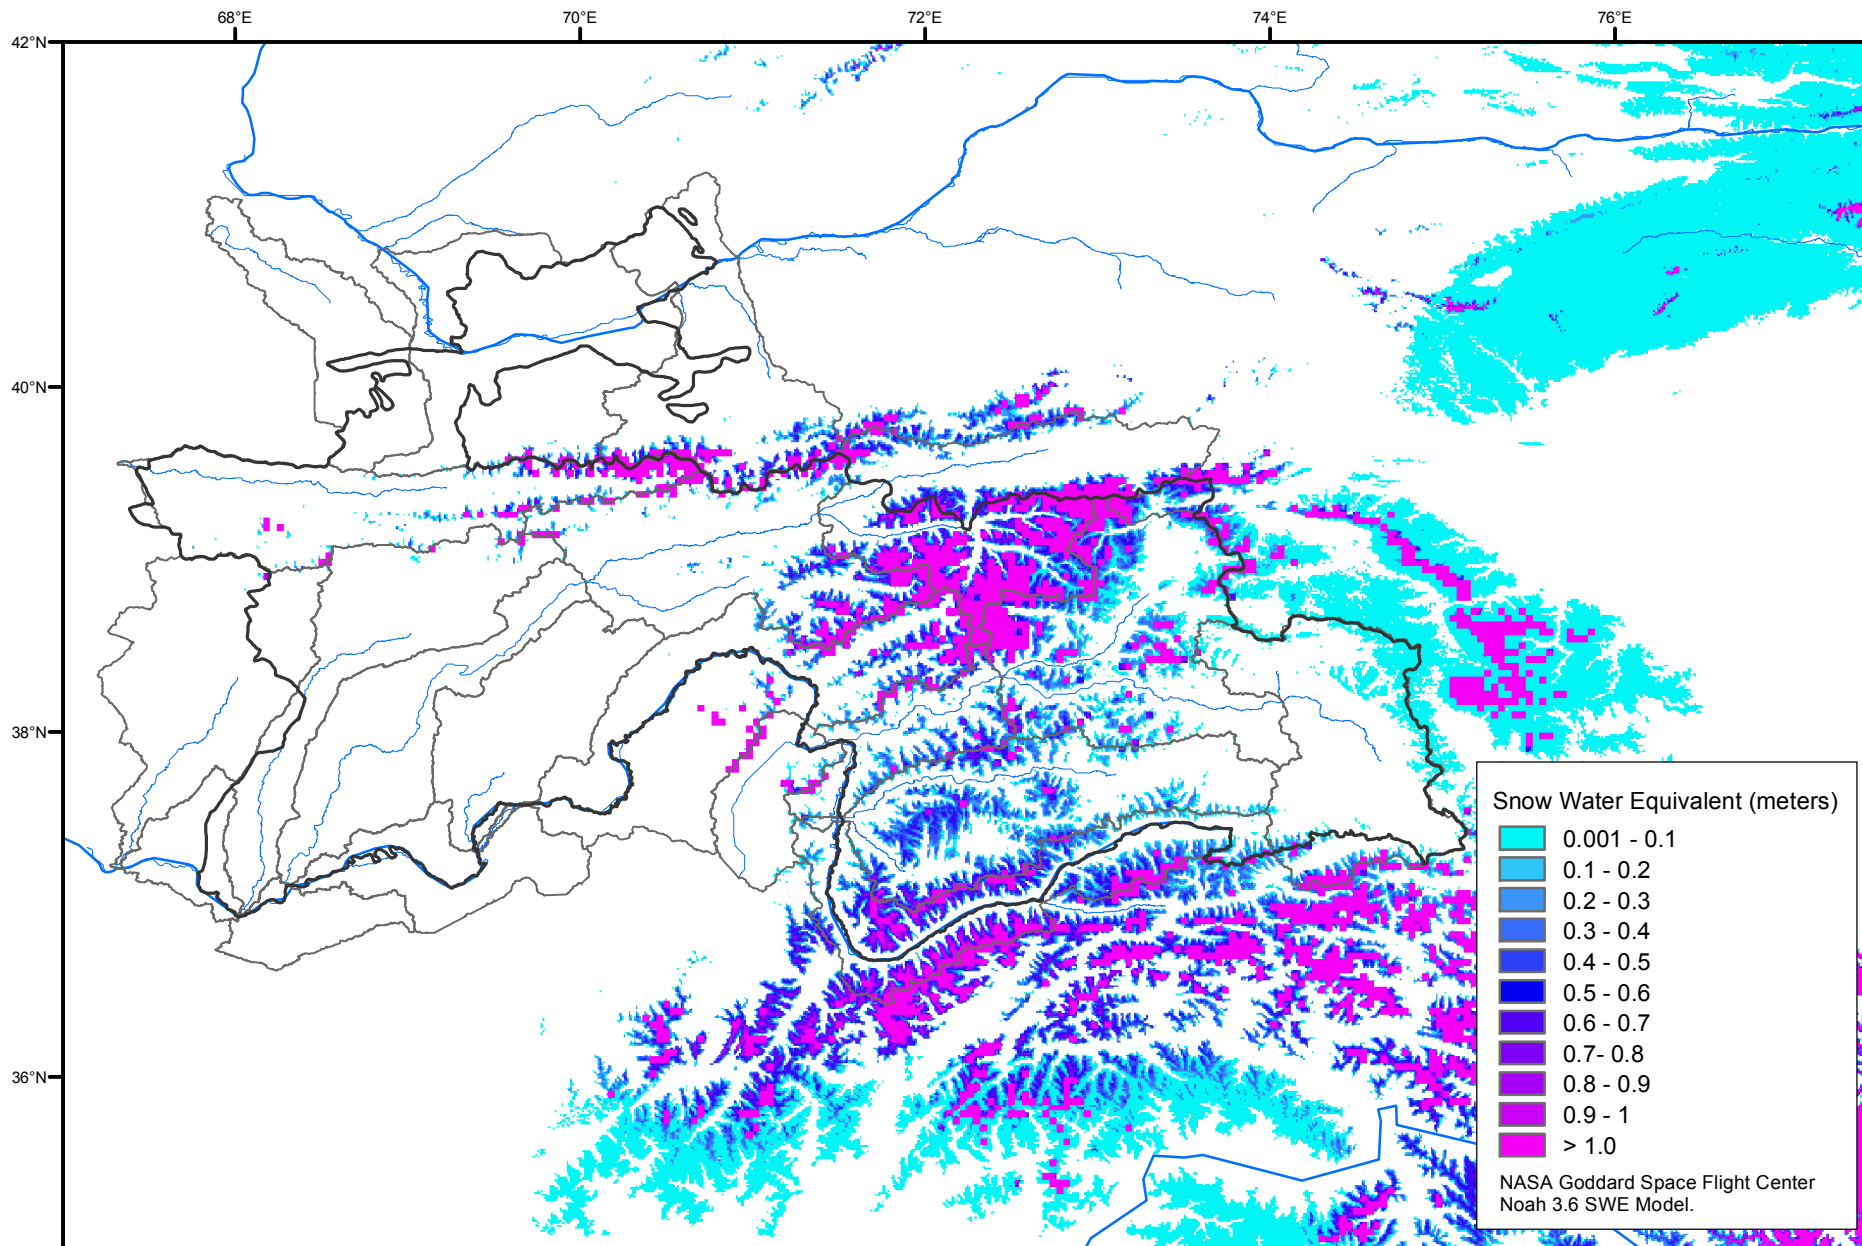 68°E
70°E
72°E
74°E
76°E
42°N
40°N
38°N
36°N
Snow Water Equivalent (meters)
0.001 - 0.1
0.1 - 0.2
0.2 - 0.3
0.3 - 0.4
0.4 - 0.5
0.5 - 0.6
0.6 - 0.7
0.7- 0.8
0.8 - 0.9
0.9 - 1
> 1.0
NASA Goddard Space Flight Center
Noah 3.6 SWE Model.